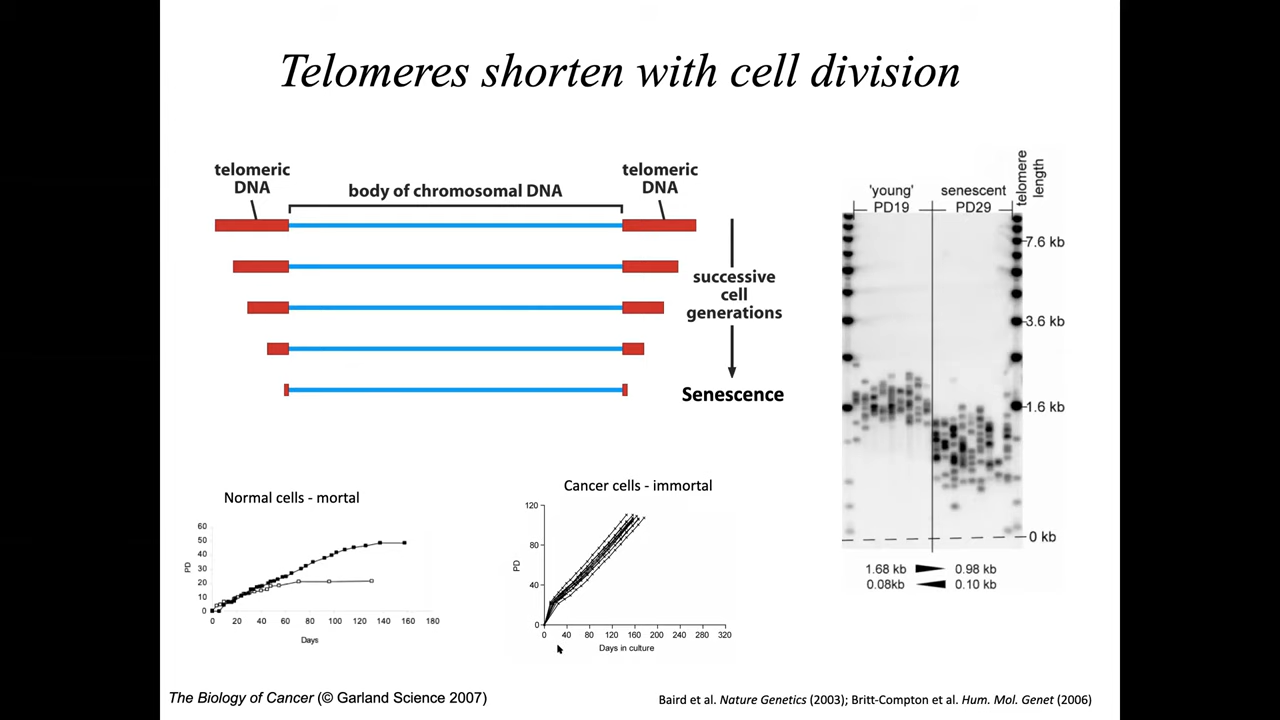 Telomeres shorten with cell division
telomeric
DNA
body of chromosomal DNA
telomeric
DNA
successive
cell
generations
Senescence
'young'
PD19
senescent
PD29
telomere
length
7.6 kb
3.6 kb
1.6 kb
0 kb
1.68 kb
0.98 kb
0.08kb
0.10 kb
Normal cells - mortal
PD
60
50
40
30
20
10
0
0 20 40 60 80 100 120 140 160 180
Days
Cancer cells - immortal
PD
120
80
40
0
0 40 80 120 160 200 240 280 320
Days in culture
The Biology of Cancer (© Garland Science 2007)
Baird et al. Nature Genetics (2003); Britt-Compton et al. Hum. Mol. Genet (2006)